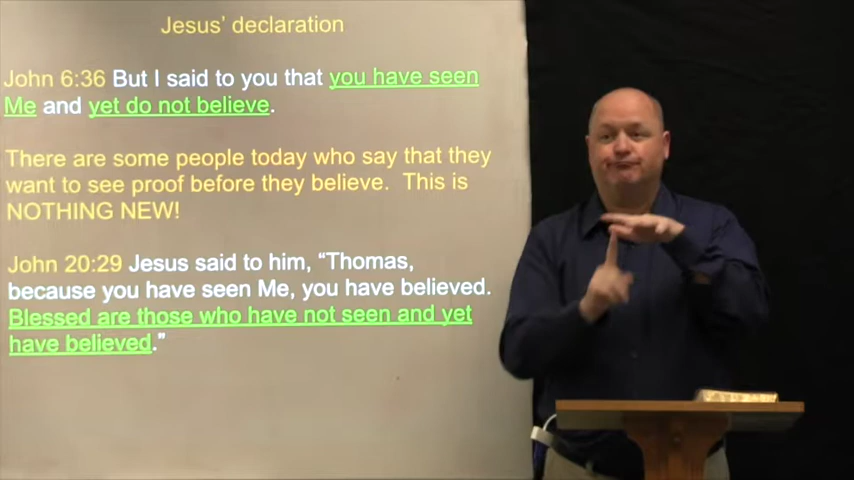 Jesus' declaration
John 6:36 But I said to you that you have seen
Me and yet do not believe.
There are some people today who say that they
want to see proof before they believe.  This is
NOTHING NEW!
John 20:29 Jesus said to him, “Thomas,
because you have seen Me, you have believed.
Blessed are those who have not seen and yet
have believed.”